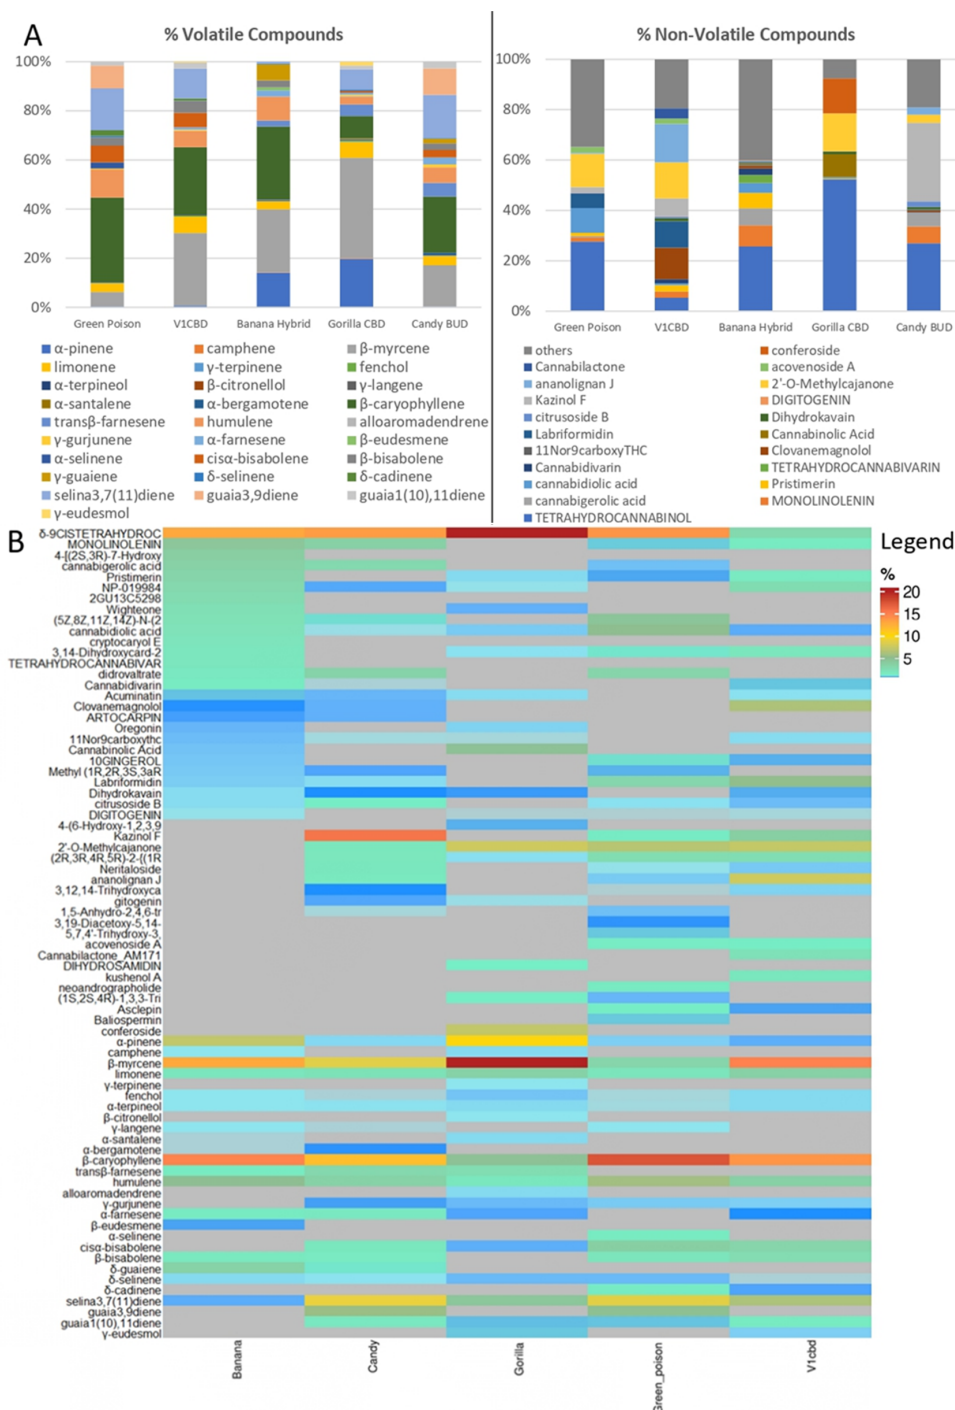 A
% Volatile Compounds
100%
80%
60%
40%
20%
0%
Green Poison V1CBD Banana Hybrid Gorilla CBD Candy BUD
α-pinene camphene β-myrcene
limonene γ-terpinene fenchol
α-terpineol β-citronellol γ-langene
α-santalene α-bergamotene β-caryophyllene
transβ-farnesene humulene alloaromadendrene
γ-gurjunene α-farnesene β-eudesmene
α-selinene cisα-bisabolene β-bisabolene
γ-guaiene δ-selinene δ-cadinene
selina3,7(11)diene guaia3,9diene guaia1(10),11diene
γ-eudesmol
% Non-Volatile Compounds
100%
80%
60%
40%
20%
0%
Green Poison V1CBD Banana Hybrid Gorilla CBD Candy BUD
others conferoside
Cannabilactone acovenoside A
ananolignan J 2'-O-Methylcajanone
Kazinol F DIGITOGENIN
citrusoside B Dihydrokavain
Labriformidin Cannabinolic Acid
11Nor9carboxyTHC Clovanemagnolol
Cannabidivarin TETRAHYDROCANNABIVARIN
cannabidiolic acid Pristimerin
cannabigerolic acid MONOLINOLENIN
TETRAHYDROCANNABINOL
B
δ-9CISTETRAHYDROC
MONOLINOLENIN
4-[(2S,3R)-7-Hydroxy
cannabigerolic acid
Pristimerin
NP-019984
2GU13C5298
Wighteone
(5Z,8Z,11Z,14Z)-N-(2
cannabidiolic acid
cryptocaryol E
3,14-Dihydroxycard-2
TETRAHYDROCANNABIVAR
didrovaltrate
Cannabidivarin
Acuminatin
Clovanemagnolol
ARTOCARPIN
Oregonin
11Nor9carboxythc
Cannabinolic Acid
10GINGEROL
Methyl (1R,2R,3S,3aR
Labriformidin
Dihydrokavain
citrusoside B
DIGITOGENIN
4-(6-Hydroxy-1,2,3,9
Kazinol F
2'-O-Methylcajanone
(2R,3R,4R,5R)-2-[(1R
Neritaloside
ananolignan J
3,12,14-Trihydroxyca
gitogenin
1,5-Anhydro-2,4,6-tr
3,19-Diacetoxy-5,14-
5,7,4'-Trihydroxy-3,
acovenoside A
Cannabilactone_AM171
DIHYDROSAMIDIN
kushenol A
neoandrographolide
(1S,2S,4R)-1,3,3-Tri
Asclepin
Baliospermin
conferoside
α-pinene
camphene
β-myrcene
limonene
γ-terpinene
fenchol
α-terpineol
β-citronellol
γ-langene
α-santalene
α-bergamotene
β-caryophyllene
transβ-farnesene
humulene
alloaromadendrene
γ-gurjunene
α-farnesene
β-eudesmene
α-selinene
cisα-bisabolene
β-bisabolene
δ-guaiene
δ-selinene
δ-cadinene
selina3,7(11)diene
guaia3,9diene
guaia1(10),11diene
γ-eudesmol
Banana
Candy
Gorilla
Green_poison
V1cbd
Legend
%
20
15
10
5